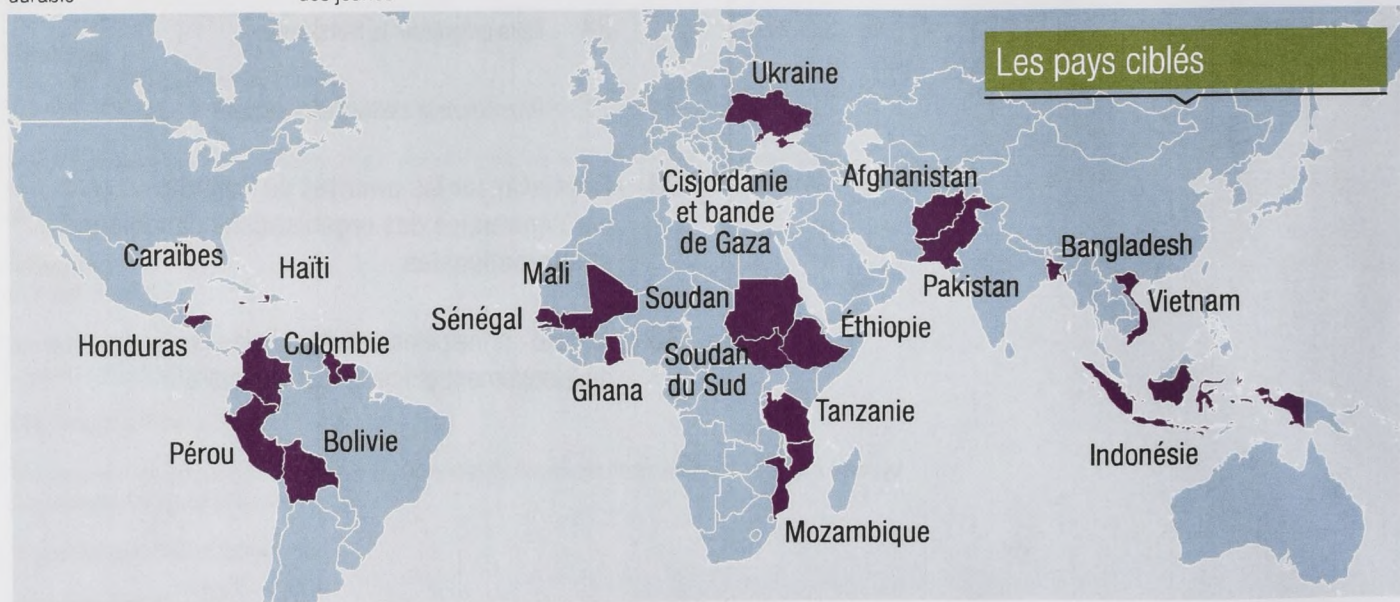 Les pays ciblés
Ukraine
Cisjordanie
et bande
de Gaza
Afghanistan
Caraïbes
Haïti
Mali
Soudan
Pakistan
Bangladesh
Vietnam
Sénégal
Éthiopie
Honduras
Colombie
Soudan
du Sud
Ghana
Tanzanie
Pérou
Bolivie
Indonésie
Mozambique